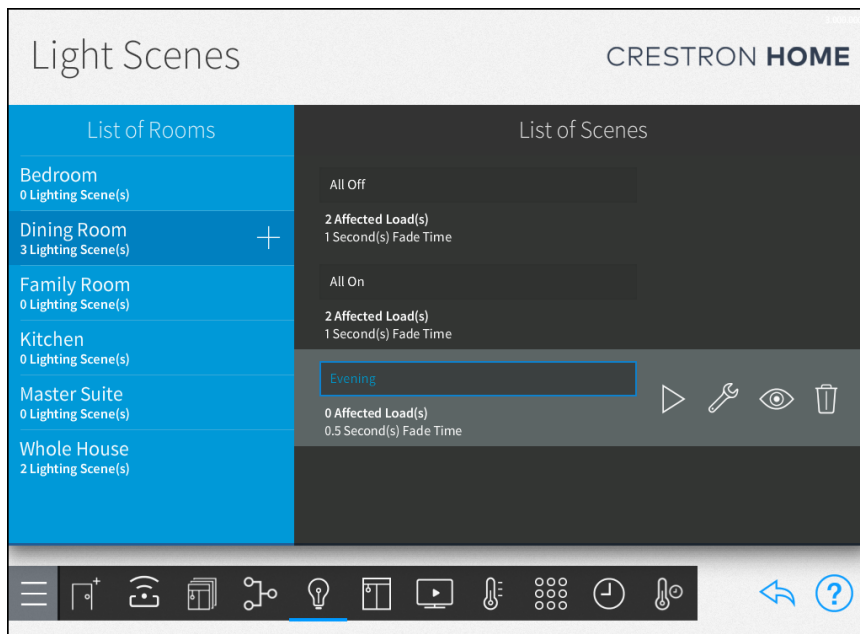 Light Scenes
CRESTRON HOME
List of Rooms
Bedroom
0 Lighting Scene(s)
Dining Room
3 Lighting Scene(s)
Family Room
0 Lighting Scene(s)
Kitchen
0 Lighting Scene(s)
Master Suite
0 Lighting Scene(s)
Whole House
2 Lighting Scene(s)
List of Scenes
All Off
2 Affected Load(s)
1 Second(s) Fade Time
All On
2 Affected Load(s)
1 Second(s) Fade Time
Evening
0 Affected Load(s)
0.5 Second(s) Fade Time
?